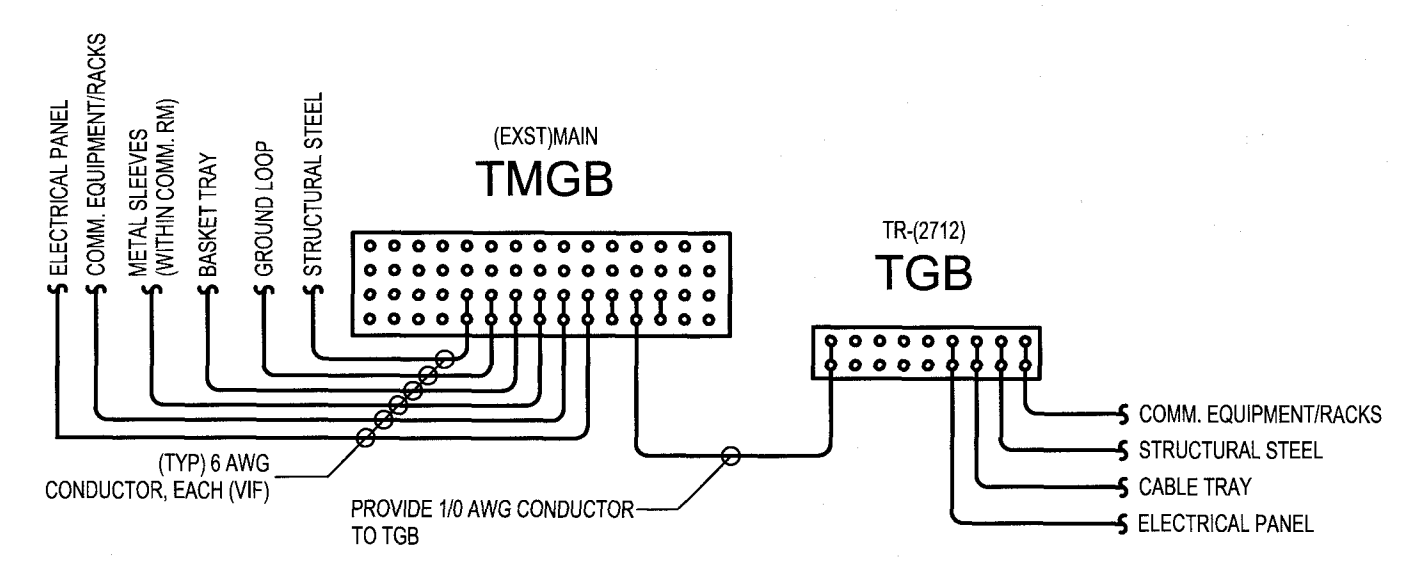 ELECTRICAL PANEL
COMM. EQUIPMENT/RACKS
METAL SLEEVES
(WITHIN COMM. RM)
BASKET TRAY
GROUND LOOP
STRUCTURAL STEEL
(EXST)MAIN
TMGB
TR-(2712)
TGB
(TYP) 6 AWG
CONDUCTOR, EACH (VIF)
PROVIDE 1/0 AWG CONDUCTOR
TO TGB
COMM. EQUIPMENT/RACKS
STRUCTURAL STEEL
CABLE TRAY
ELECTRICAL PANEL